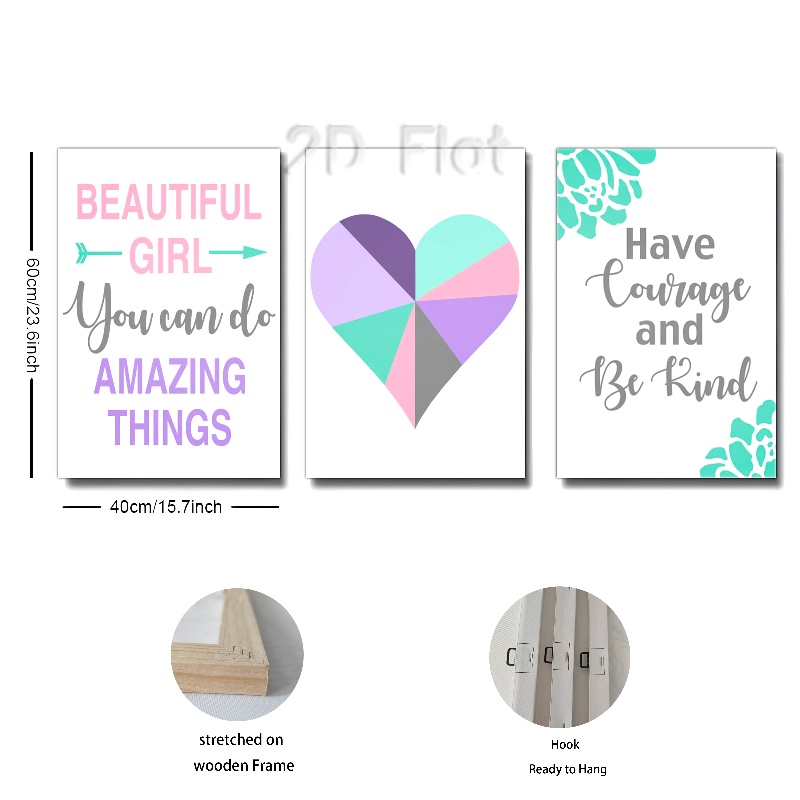 2D Flat
BEAUTIFUL
GIRL
You can do
AMAZING
THINGS
Have
Courage
and
Be Kind
60cm/23.6inch
40cm/15.7inch
stretched on
wooden Frame
Hook
Ready to Hang